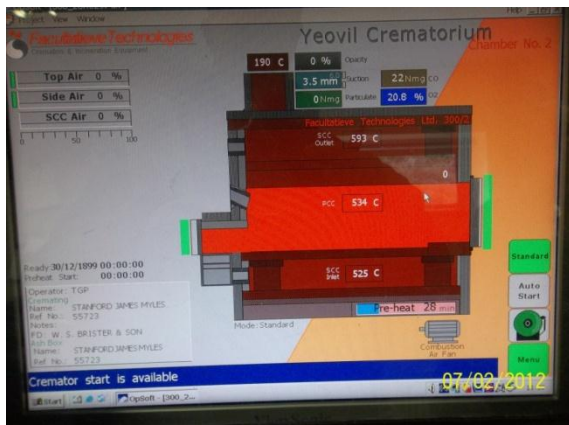 Project View Window
Help
Facultatieve Technologies
Cremation & Incineration Equipment
Yeovil Crematorium
Chamber No. 2
190 C
0 % Opacity
3.5 mm Suction
22 Nmg CO
0 Nmg Particulate
20.8 % O2
Top Air 0 %
Side Air 0 %
SCC Air 0 %
0 50 100
Facultatieve Technologies Ltd. 300/2
SCC Outlet 593 C
0
PCC 534 C
SCC Inlet 525 C
Ready: 30/12/1899 00:00:00
Preheat Start: 00:00:00
Operator: TGP
Cremating
Name: STANFORD JAMES MYLES
Ref No.: 55723
Notes:
FD: W. S. BRISTER & SON
Ash Box:
Name: STANFORD JAMES MYLES
Ref No.: 55723
Mode: Standard
Pre-heat 28 min
Combustion
Air Fan
Standard
Auto
Start
Menu
Cremator start is available
Start
OpSoft - [300_2...
07/02/2012